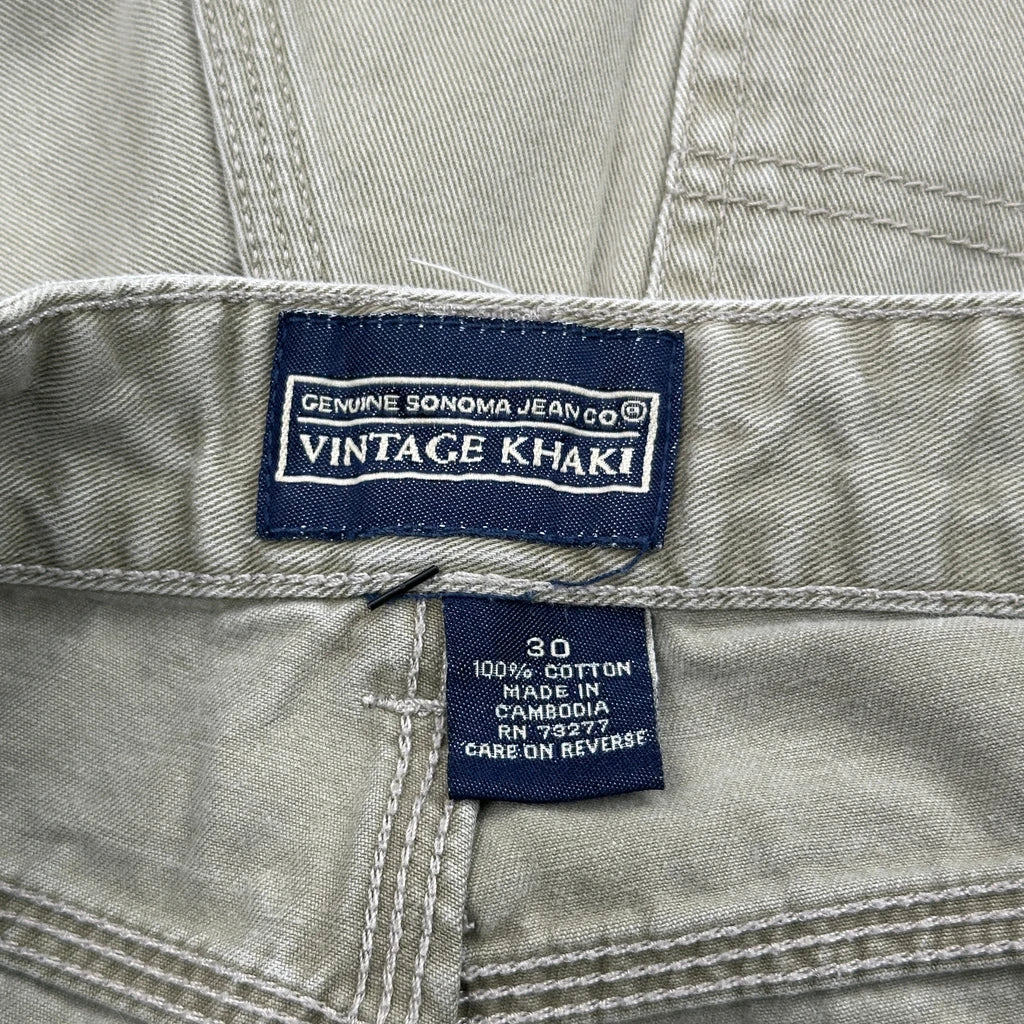 GENUINE SONOMA JEAN CO.®
VINTAGE KHAKI
30
100% COTTON
MADE IN
CAMBODIA
RN 73277
CARE ON REVERSE